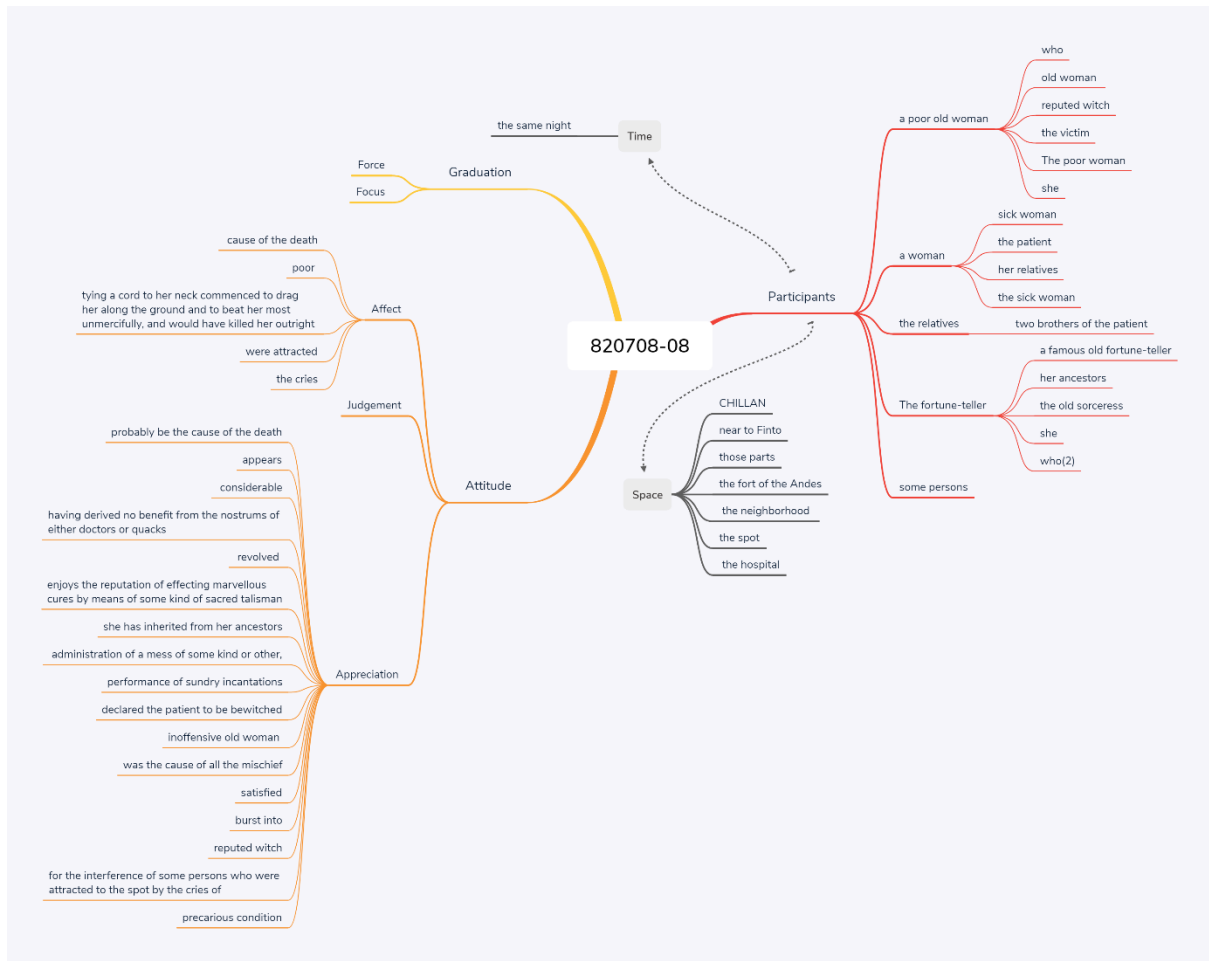 820708-08
Participants
a poor old woman
who
old woman
reputed witch
the victim
The poor woman
she
a woman
sick woman
the patient
her relatives
the sick woman
the relatives
two brothers of the patient
The fortune-teller
a famous old fortune-teller
her ancestors
the old sorceress
she
who(2)
some persons
Time
the same night
Space
CHILLAN
near to Finto
those parts
the fort of the Andes
the neighborhood
the spot
the hospital
Graduation
Force
Focus
Attitude
Affect
cause of the death
poor
tying a cord to her neck commenced to drag
her along the ground and to beat her most
unmercifully, and would have killed her outright
were attracted
the cries
Judgement
Appreciation
probably be the cause of the death
appears
considerable
having derived no benefit from the nostrums of
either doctors or quacks
revolved
enjoys the reputation of effecting marvellous
cures by means of some kind of sacred talisman
she has inherited from her ancestors
administration of a mess of some kind or other,
performance of sundry incantations
declared the patient to be bewitched
inoffensive old woman
was the cause of all the mischief
satisfied
burst into
reputed witch
for the interference of some persons who were
attracted to the spot by the cries of
precarious condition